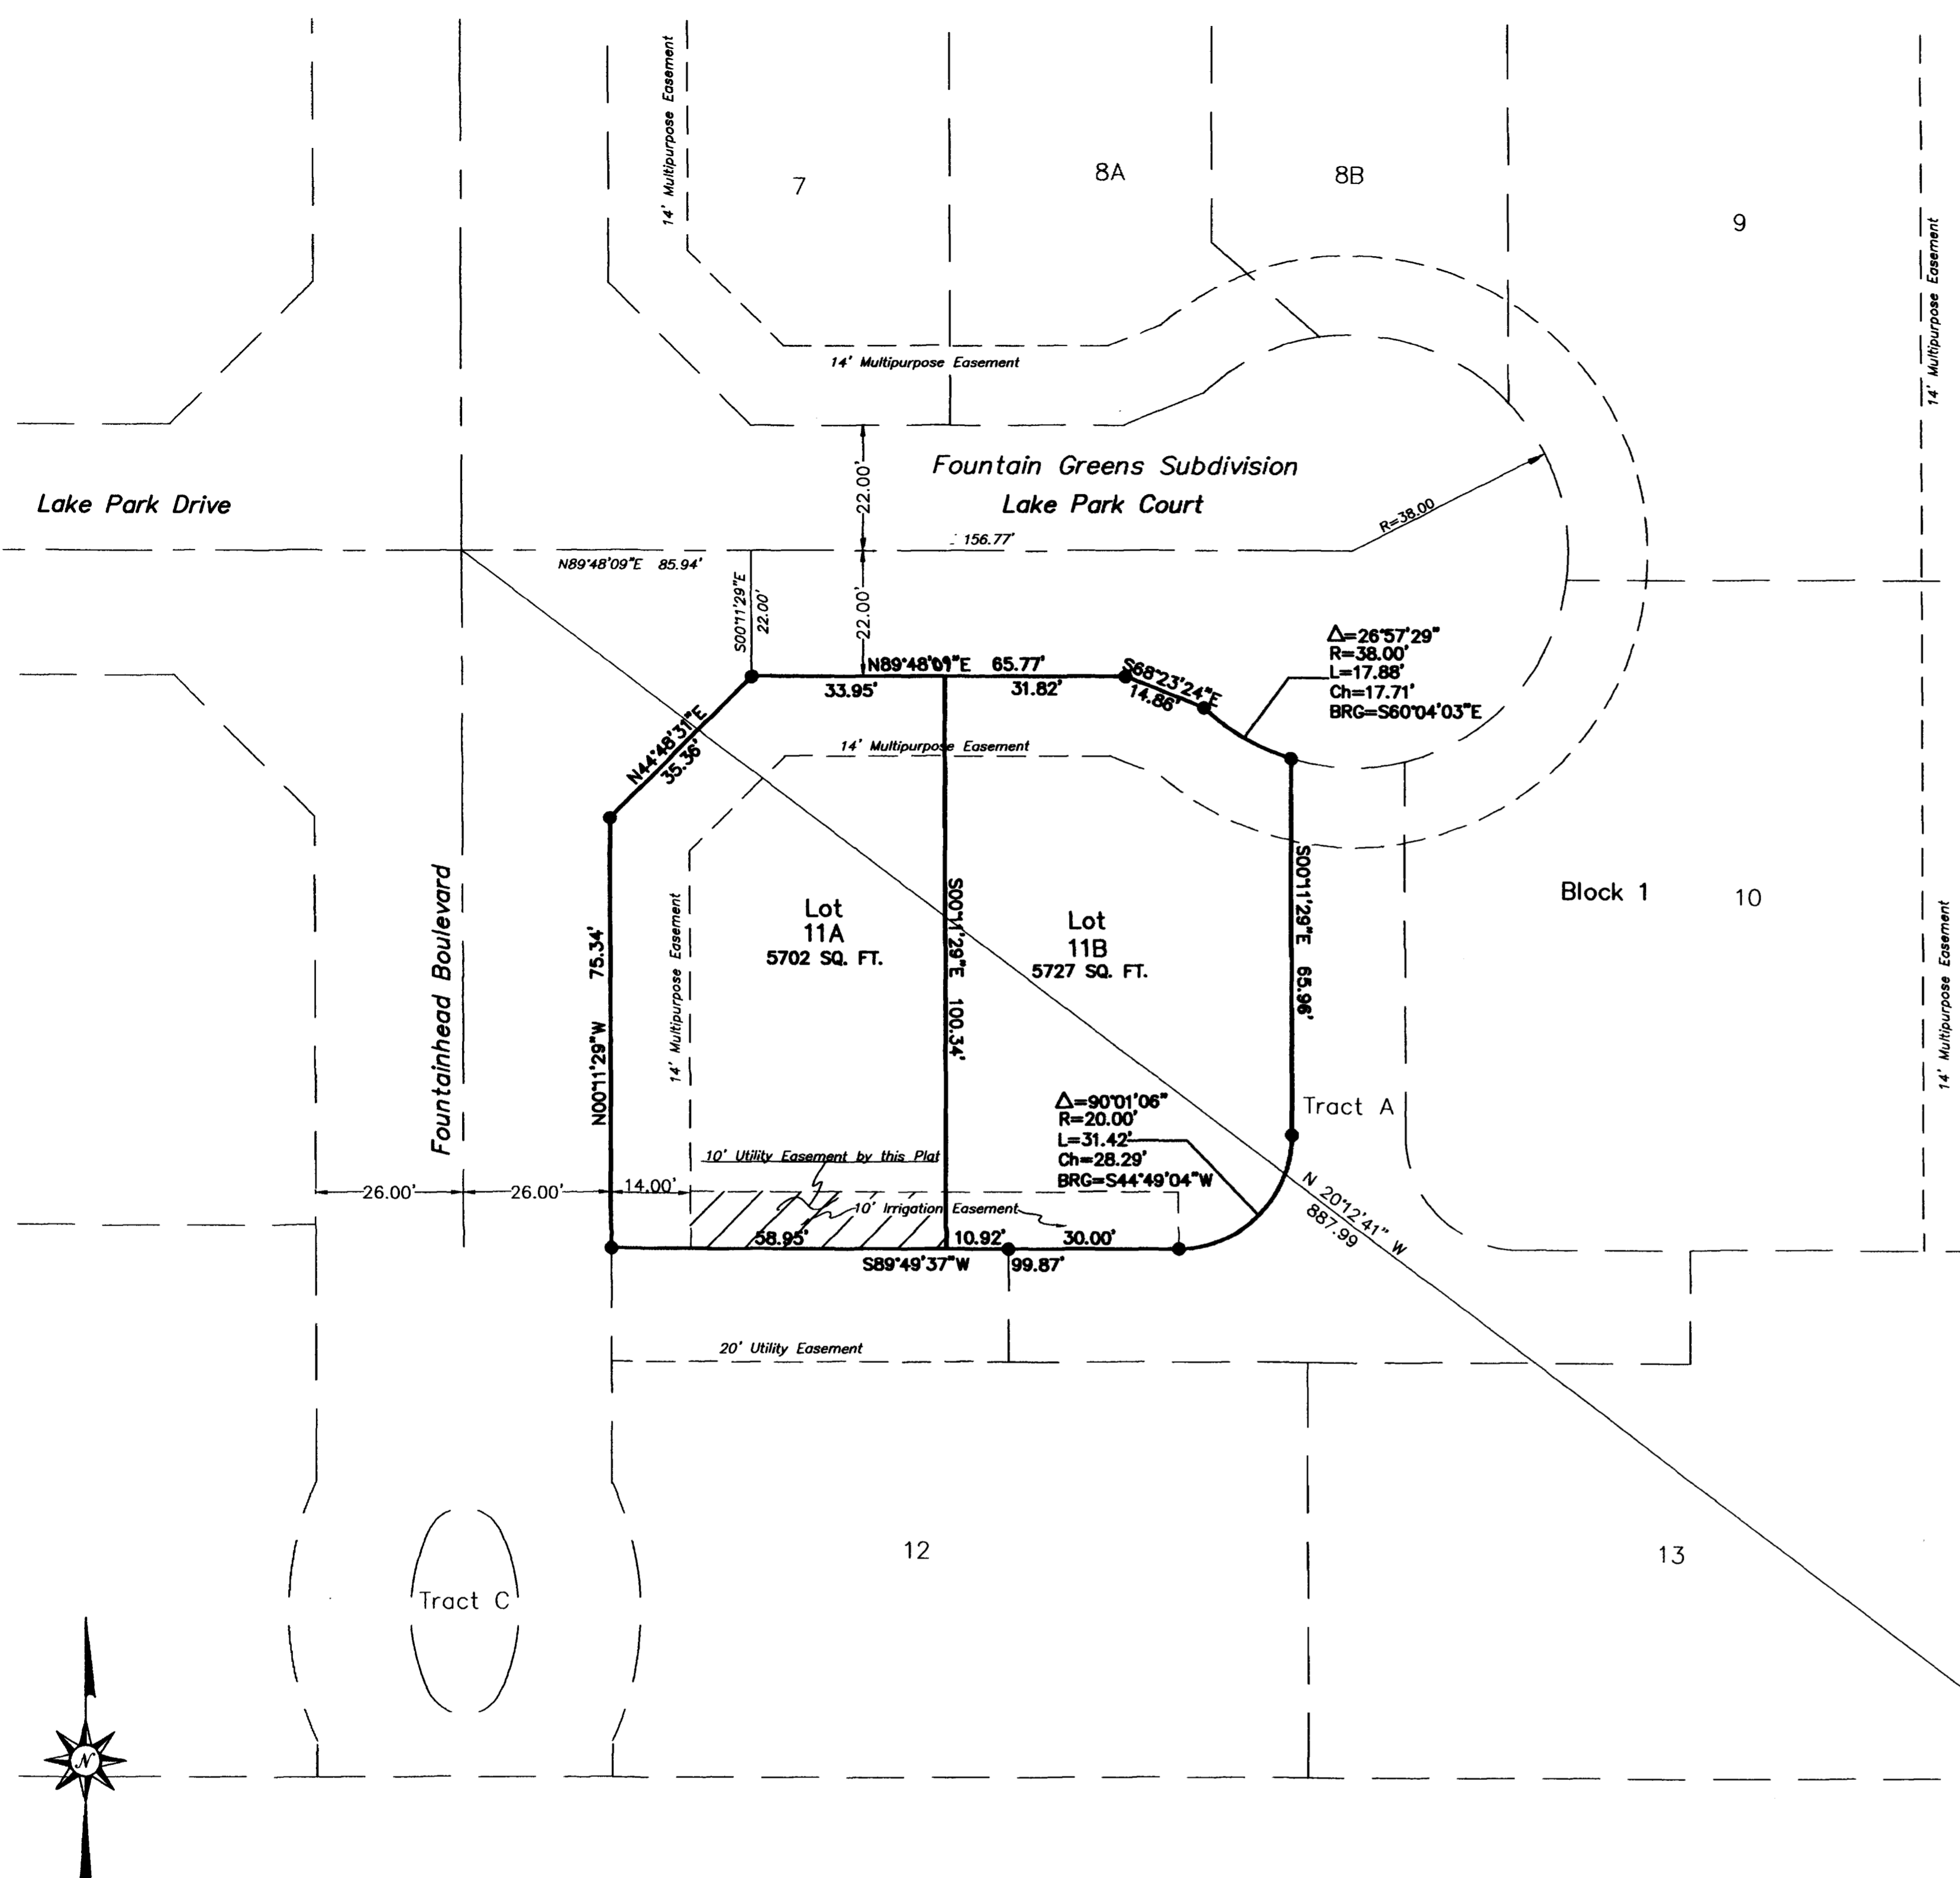 14' Multipurpose Easement
7
8A
8B
9
14' Multipurpose Easement
14' Multipurpose Easement
Fountain Greens Subdivision
Lake Park Drive
Lake Park Court
22.00'
R=38.00
156.77'
N89°48'09"E 85.94'
S00°11'29"E
22.00'
22.00'
Δ=26°57'29"
R=38.00'
L=17.88'
Ch=17.71'
BRG=S60°04'03"E
N89°48'09"E 65.77'
33.95'
31.82'
S68°23'24"E
14.86'
N44°48'31"E
35.36'
14' Multipurpose Easement
Fountainhead Boulevard
N00°11'29"W 75.34'
14' Multipurpose Easement
Lot
11A
5702 SQ. FT.
S00°11'29"E 100.34'
Lot
11B
5727 SQ. FT.
S00°11'29"E 65.96'
Block 1
10
14' Multipurpose Easement
Δ=90°01'06"
R=20.00'
L=31.42'
Ch=28.29'
BRG=S44°49'04"W
Tract A
10' Utility Easement by this Plat
26.00'
26.00'
14.00'
10' Irrigation Easement
N 20°12'41" W
887.99
58.95'
10.92'
30.00'
S89°49'37"W
99.87'
20' Utility Easement
12
13
Tract C
N